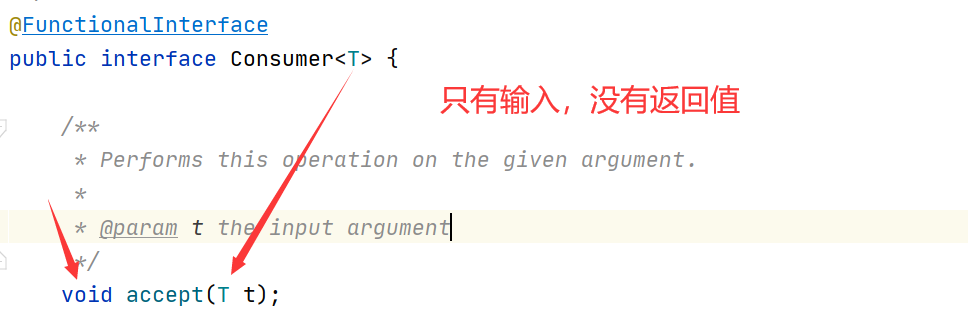 @FunctionalInterface
public interface Consumer<T> {
只有输入，没有返回值
/**
* Performs this operation on the given argument.
*
* @param t the input argument
*/
void accept(T t);